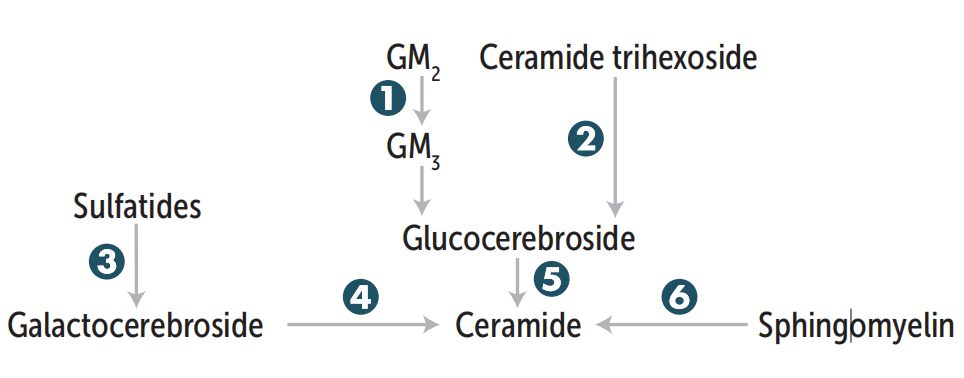 GM2 Ceramide trihexoside
1
2
GM3
Sulfatides
Glucocerebroside
3
5
4
6
Galactocerebroside Ceramide Sphingomyelin